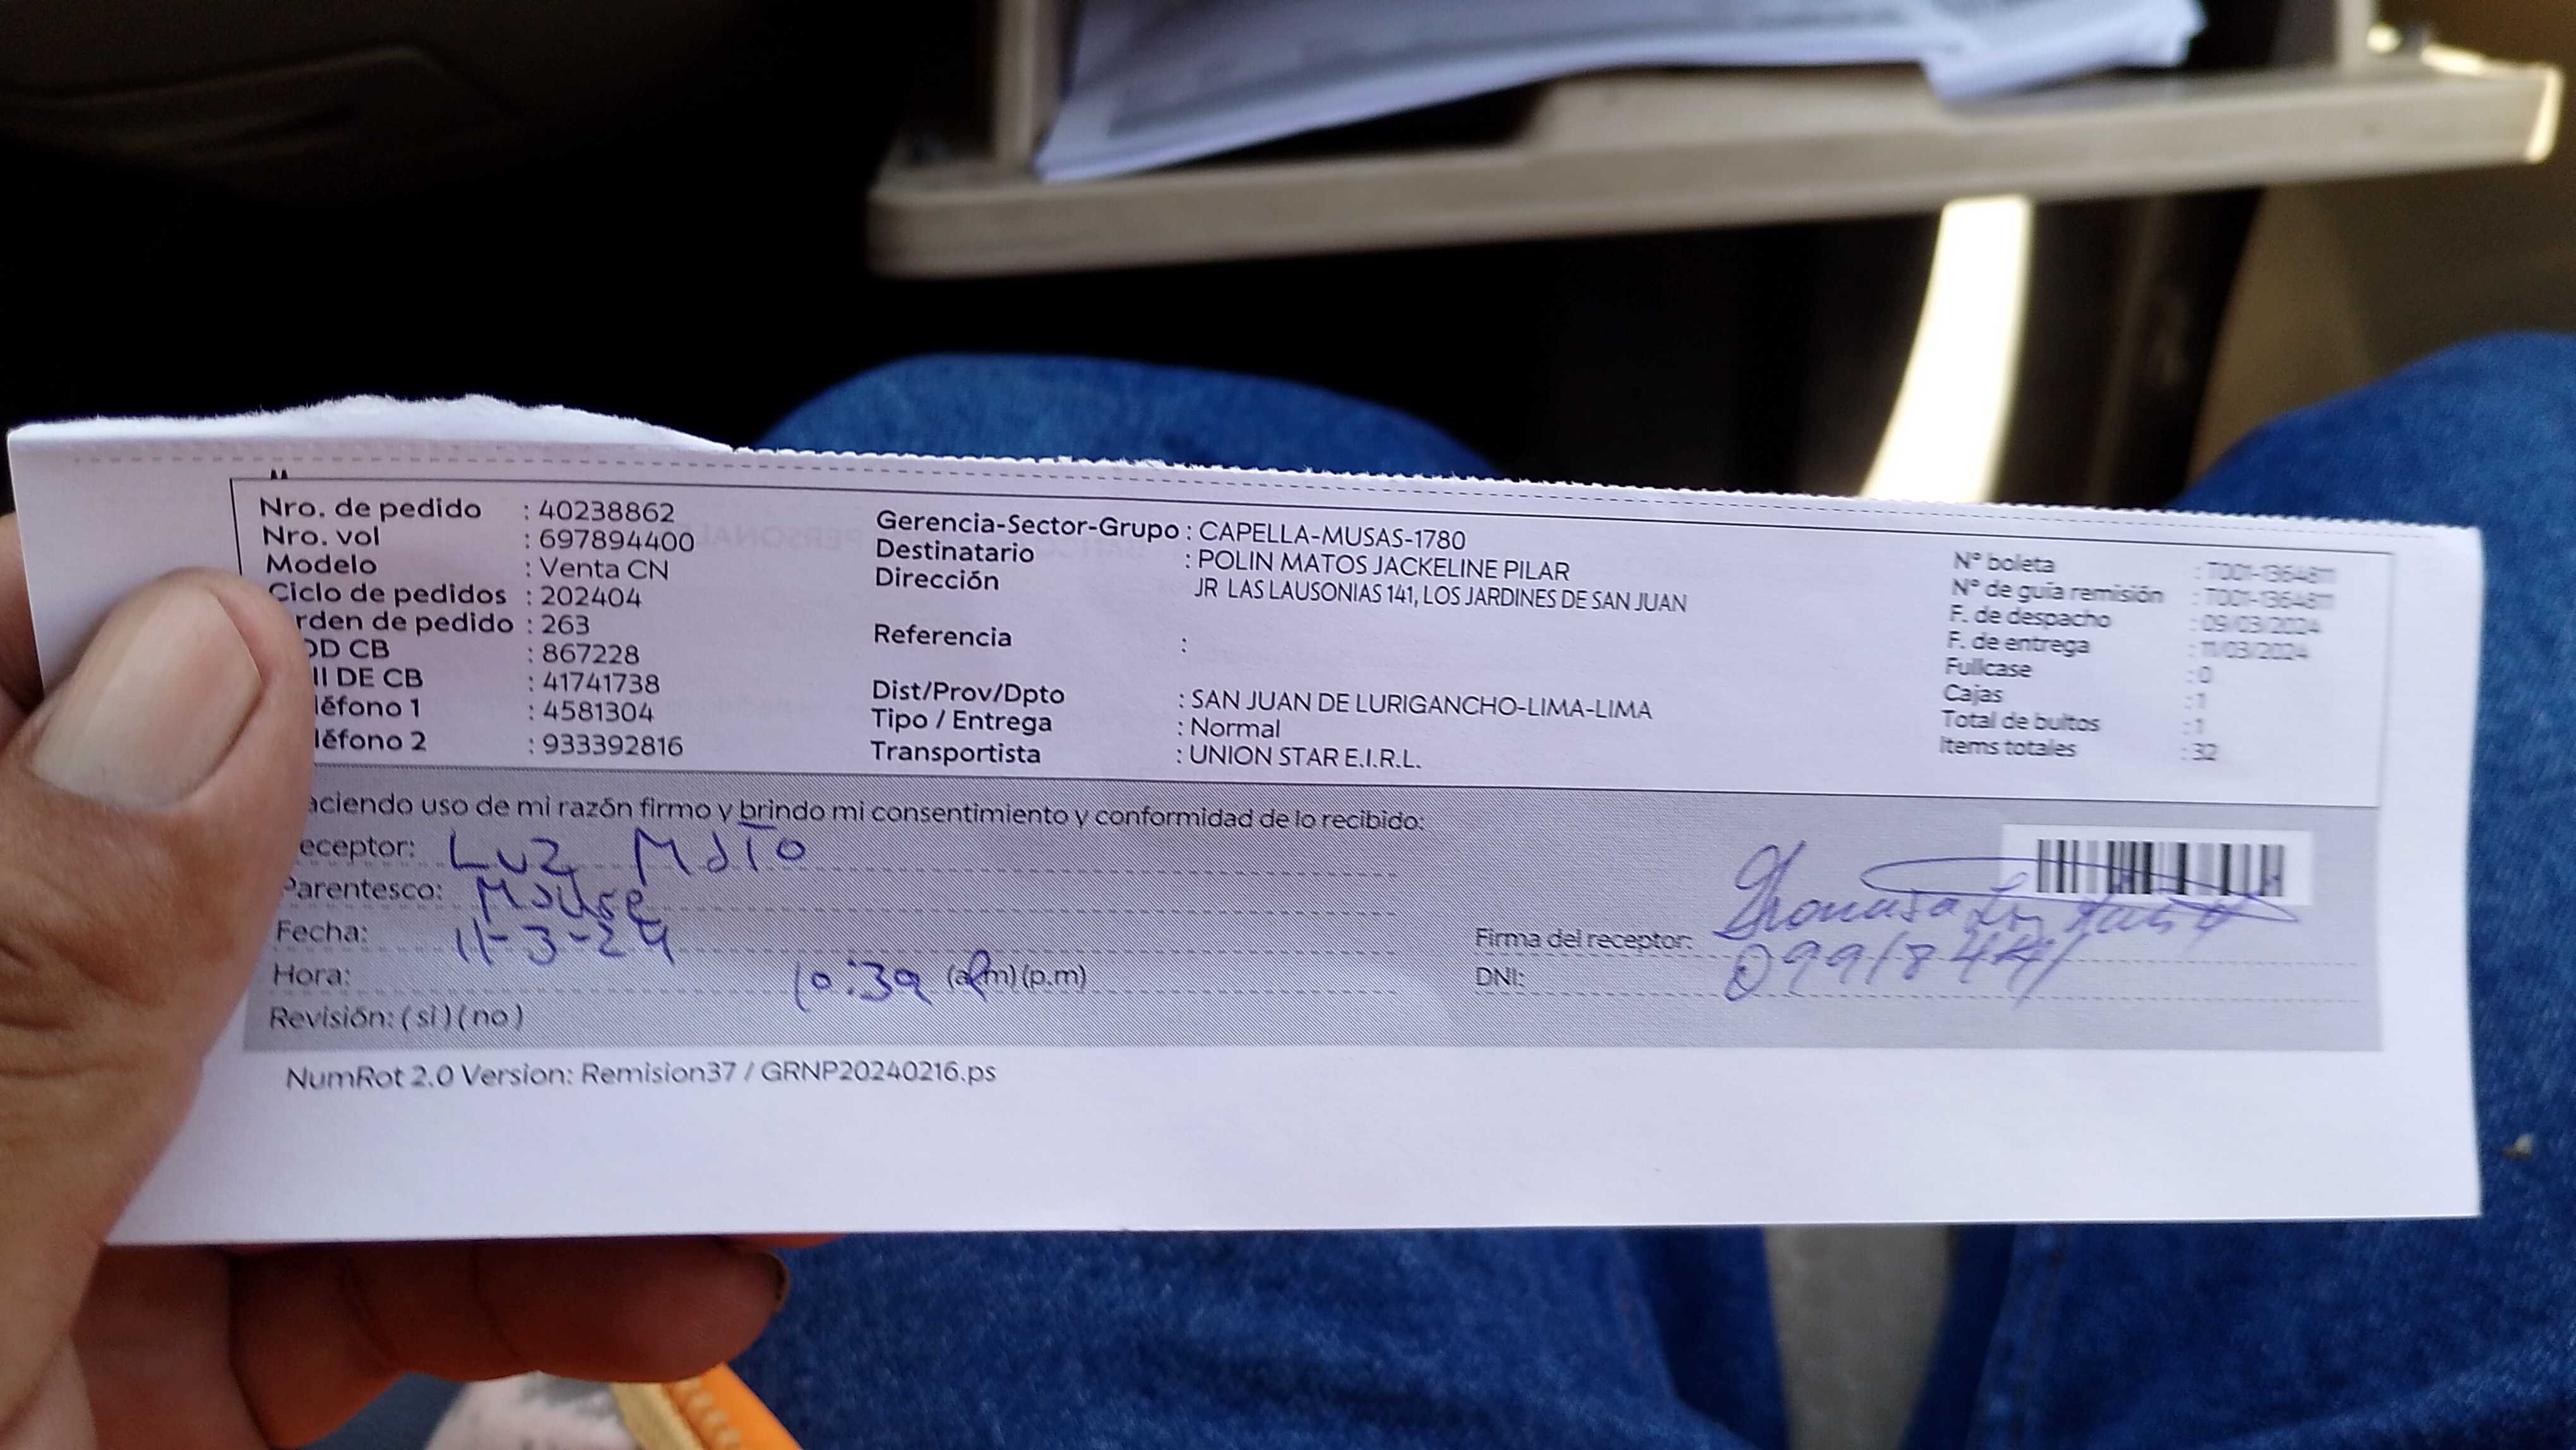 Nro. de pedido : 40238862
Nro. vol : 697894400
Modelo : Venta CN
Ciclo de pedidos : 202404
rden de pedido : 263
OD CB : 867228
II DE CB : 41741738
léfono 1 : 4581304
léfono 2 : 933392816
Gerencia-Sector-Grupo : CAPELLA-MUSAS-1780
Destinatario : POLIN MATOS JACKELINE PILAR
Dirección JR LAS LAUSONIAS 141, LOS JARDINES DE SAN JUAN
Referencia :
Dist/Prov/Dpto : SAN JUAN DE LURIGANCHO-LIMA-LIMA
Tipo / Entrega : Normal
Transportista : UNION STAR E.I.R.L.
N° boleta : T001-1364811
N° de guía remisión : T001-1364811
F. de despacho : 09/03/2024
F. de entrega : 11/03/2024
Fullcase : 0
Cajas : 1
Total de bultos : 1
Items totales : 32
aciendo uso de mi razón firmo y brindo mi consentimiento y conformidad de lo recibido:
eceptor: Luz
Parentesco:
Fecha: 11-3-24
Hora: 10:39 (a.m) (p.m)
Revisión: ( si ) ( no )
Firma del receptor:
DNI:
NumRot 2.0 Version: Remision37 / GRNP20240216.ps